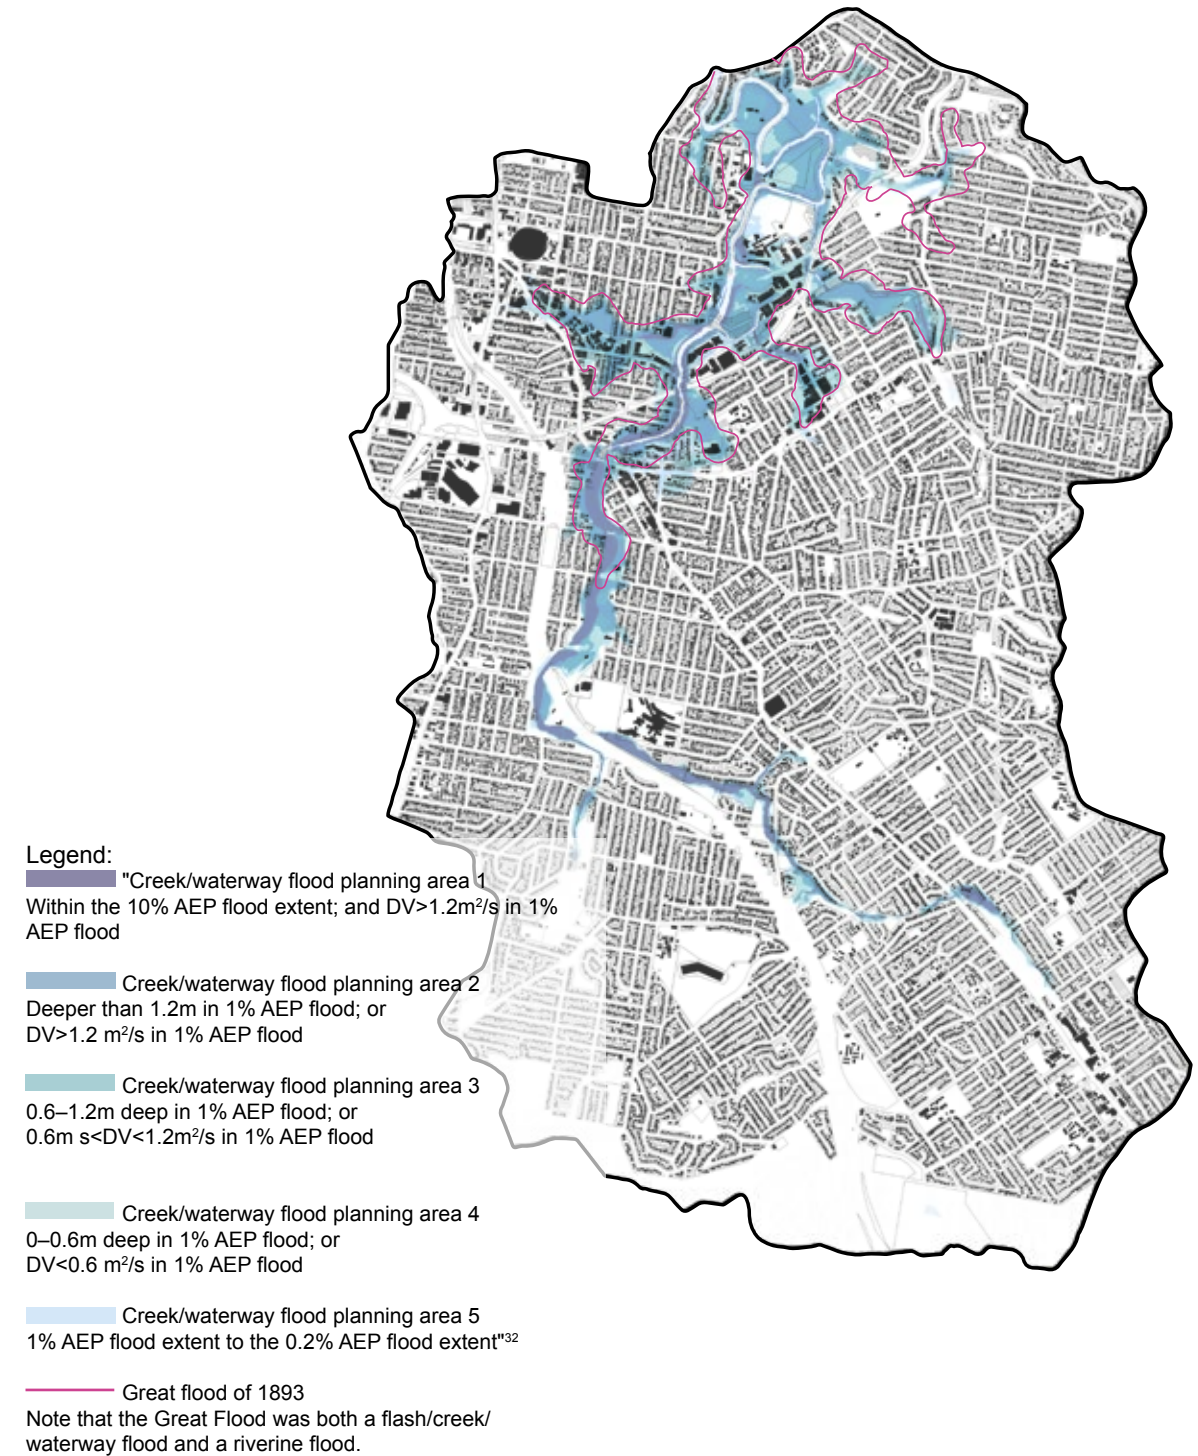 Legend:
"Creek/waterway flood planning area 1
Within the 10% AEP flood extent; and DV>1.2m²/s in 1%
AEP flood
Creek/waterway flood planning area 2
Deeper than 1.2m in 1% AEP flood; or
DV>1.2 m²/s in 1% AEP flood
Creek/waterway flood planning area 3
0.6–1.2m deep in 1% AEP flood; or
0.6m s<DV<1.2m²/s in 1% AEP flood
Creek/waterway flood planning area 4
0–0.6m deep in 1% AEP flood; or
DV<0.6 m²/s in 1% AEP flood
Creek/waterway flood planning area 5
1% AEP flood extent to the 0.2% AEP flood extent"³²
Great flood of 1893
Note that the Great Flood was both a flash/creek/
waterway flood and a riverine flood.